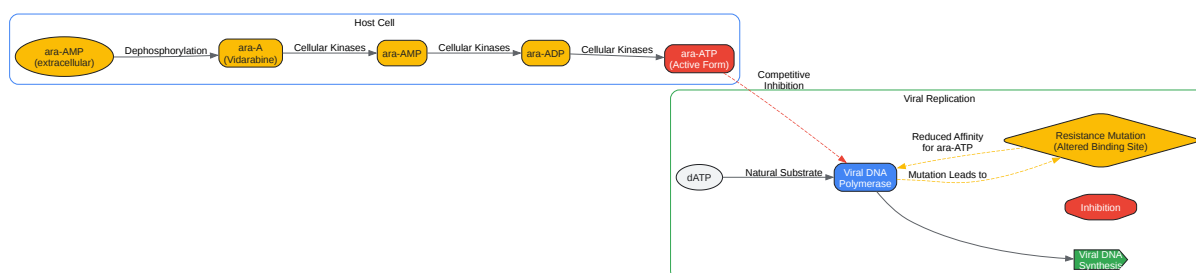 Host Cell
ara-AMP
(extracellular)
Dephosphorylation
ara-A
(Vidarabine)
Cellular Kinases
ara-AMP
Cellular Kinases
ara-ADP
Cellular Kinases
ara-ATP
(Active Form)
Competitive
Inhibition
Viral Replication
Reduced Affinity
for ara-ATP
Resistance Mutation
(Altered Binding Site)
dATP
Natural Substrate
Viral DNA
Polymerase
Mutation Leads to
Inhibition
Viral DNA
Synthesis